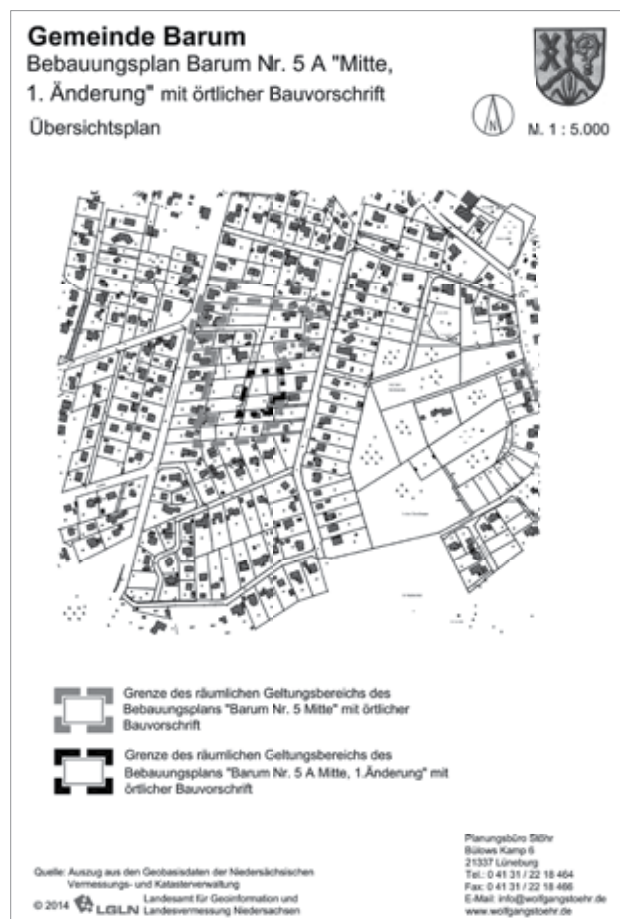 Gemeinde Barum
Bebauungsplan Barum Nr. 5 A "Mitte,
1. Änderung" mit örtlicher Bauvorschrift
Übersichtsplan
N
M. 1 : 5.000
Grenze des räumlichen Geltungsbereichs des
Bebauungsplans "Barum Nr. 5 Mitte" mit örtlicher
Bauvorschrift
Grenze des räumlichen Geltungsbereichs des
Bebauungsplans "Barum Nr. 5 A Mitte, 1.Änderung" mit
örtlicher Bauvorschrift
Quelle: Auszug aus den Geobasisdaten der Niedersächsischen
Vermessungs- und Katasterverwaltung
© 2014 LGLN Landesamt für Geoinformation und
Landesvermessung Niedersachsen
Planungsbüro Stöhr
Bülows Kamp 6
21337 Lüneburg
Tel.: 0 41 31 / 22 18 464
Fax: 0 41 31 / 22 18 466
E-Mail: info@wolfgangstoehr.de
www.wolfgangstoehr.de